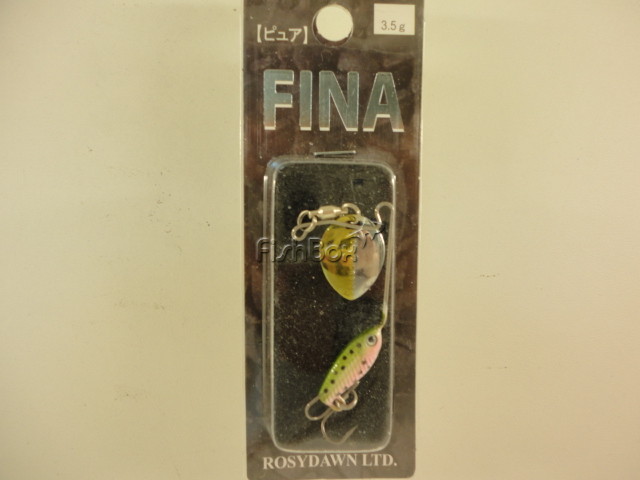 【ピュア】
3.5g
FINA
FishBox
ROSYDAWN LTD.